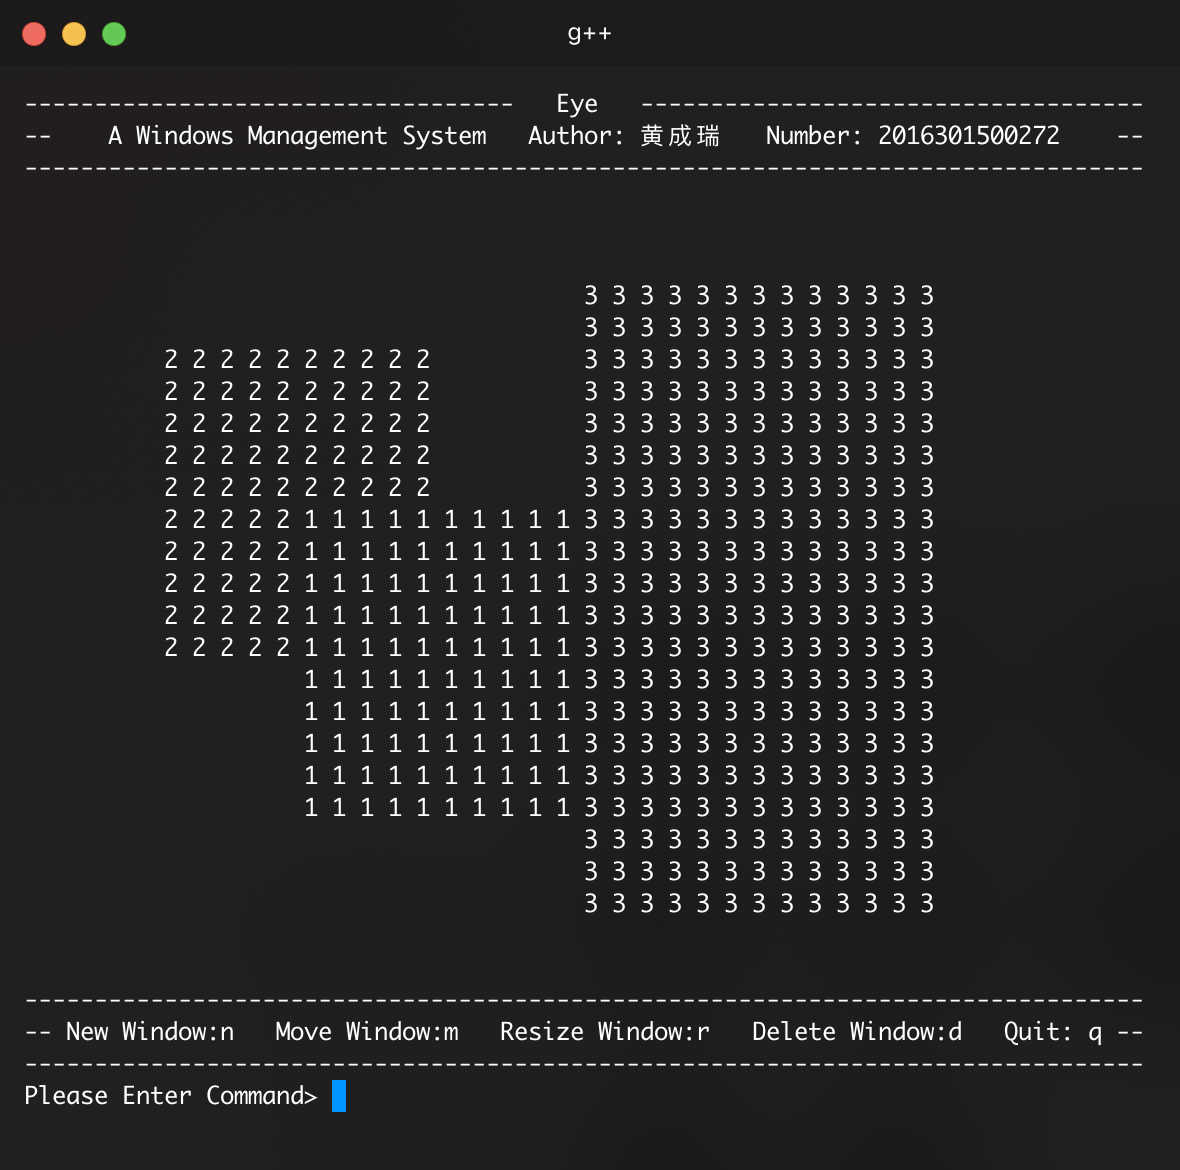 g++
----------------------------------- Eye ------------------------------------
-- A Windows Management System Author: 黄成瑞 Number: 2016301500272 --
--------------------------------------------------------------------------------
3 3 3 3 3 3 3 3 3 3 3 3 3
3 3 3 3 3 3 3 3 3 3 3 3 3
2 2 2 2 2 2 2 2 2 2 3 3 3 3 3 3 3 3 3 3 3 3 3
2 2 2 2 2 2 2 2 2 2 3 3 3 3 3 3 3 3 3 3 3 3 3
2 2 2 2 2 2 2 2 2 2 3 3 3 3 3 3 3 3 3 3 3 3 3
2 2 2 2 2 2 2 2 2 2 3 3 3 3 3 3 3 3 3 3 3 3 3
2 2 2 2 2 2 2 2 2 2 3 3 3 3 3 3 3 3 3 3 3 3 3
2 2 2 2 2 1 1 1 1 1 1 1 1 1 1 3 3 3 3 3 3 3 3 3 3 3 3 3
2 2 2 2 2 1 1 1 1 1 1 1 1 1 1 3 3 3 3 3 3 3 3 3 3 3 3 3
2 2 2 2 2 1 1 1 1 1 1 1 1 1 1 3 3 3 3 3 3 3 3 3 3 3 3 3
2 2 2 2 2 1 1 1 1 1 1 1 1 1 1 3 3 3 3 3 3 3 3 3 3 3 3 3
2 2 2 2 2 1 1 1 1 1 1 1 1 1 1 3 3 3 3 3 3 3 3 3 3 3 3 3
1 1 1 1 1 1 1 1 1 1 3 3 3 3 3 3 3 3 3 3 3 3 3
1 1 1 1 1 1 1 1 1 1 3 3 3 3 3 3 3 3 3 3 3 3 3
1 1 1 1 1 1 1 1 1 1 3 3 3 3 3 3 3 3 3 3 3 3 3
1 1 1 1 1 1 1 1 1 1 3 3 3 3 3 3 3 3 3 3 3 3 3
1 1 1 1 1 1 1 1 1 1 3 3 3 3 3 3 3 3 3 3 3 3 3
3 3 3 3 3 3 3 3 3 3 3 3 3
3 3 3 3 3 3 3 3 3 3 3 3 3
3 3 3 3 3 3 3 3 3 3 3 3 3
--------------------------------------------------------------------------------
-- New Window:n Move Window:m Resize Window:r Delete Window:d Quit: q --
--------------------------------------------------------------------------------
Please Enter Command>